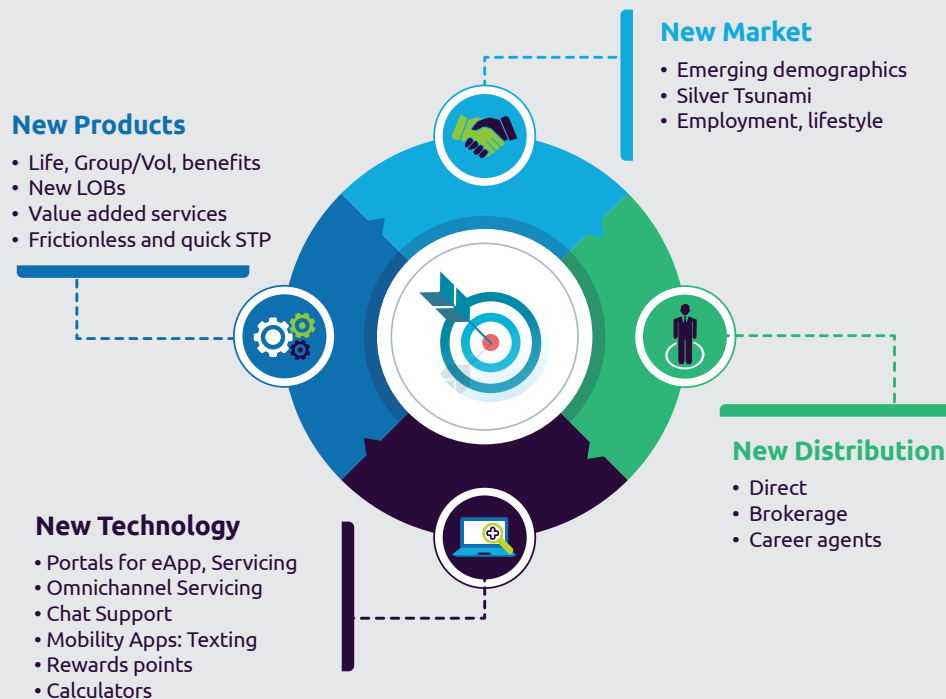 New Market
• Emerging demographics
• Silver Tsunami
• Employment, lifestyle
New Products
• Life, Group/Vol, benefits
• New LOBs
• Value added services
• Frictionless and quick STP
New Distribution
• Direct
• Brokerage
• Career agents
New Technology
• Portals for eApp, Servicing
• Omnichannel Servicing
• Chat Support
• Mobility Apps: Texting
• Rewards points
• Calculators